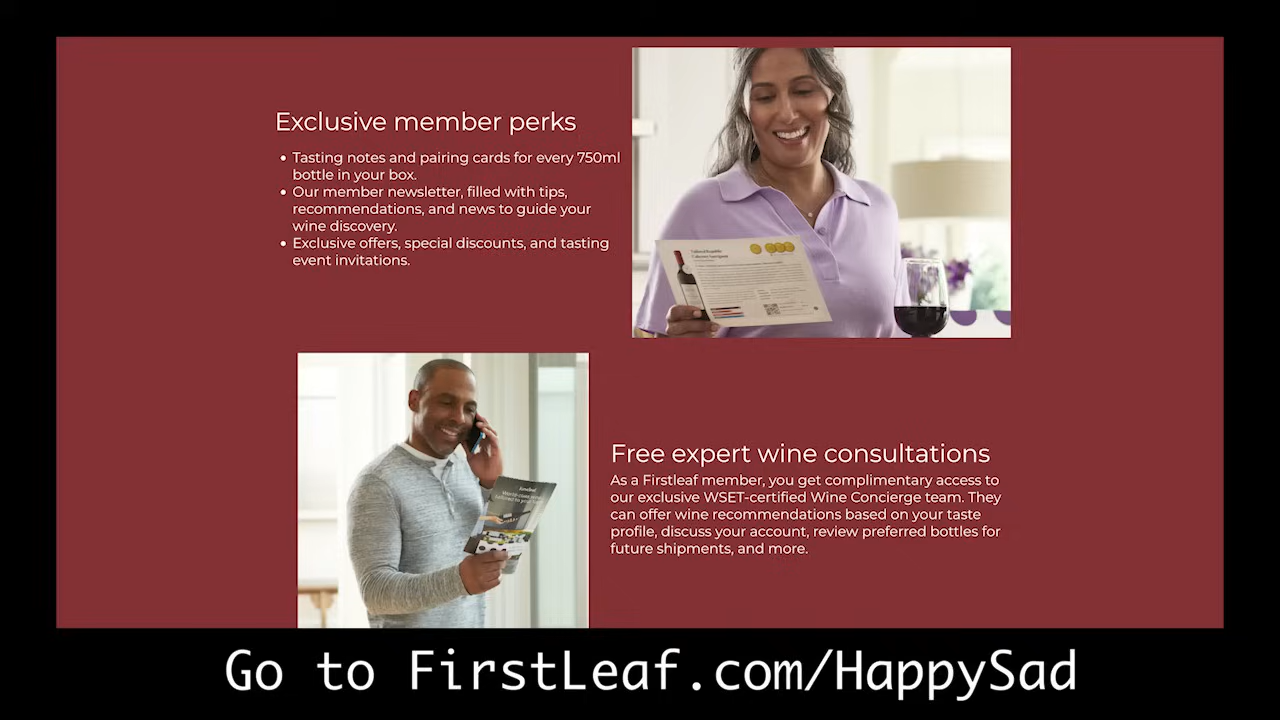 Exclusive member perks
• Tasting notes and pairing cards for every 750ml
bottle in your box.
• Our member newsletter, filled with tips,
recommendations, and news to guide your
wine discovery.
• Exclusive offers, special discounts, and tasting
event invitations.
Cabernet Sauvignon
Firstleaf
Free expert wine consultations
As a Firstleaf member, you get complimentary access to
our exclusive WSET-certified Wine Concierge team. They
can offer wine recommendations based on your taste
profile, discuss your account, review preferred bottles for
future shipments, and more.
Go to FirstLeaf.com/HappySad